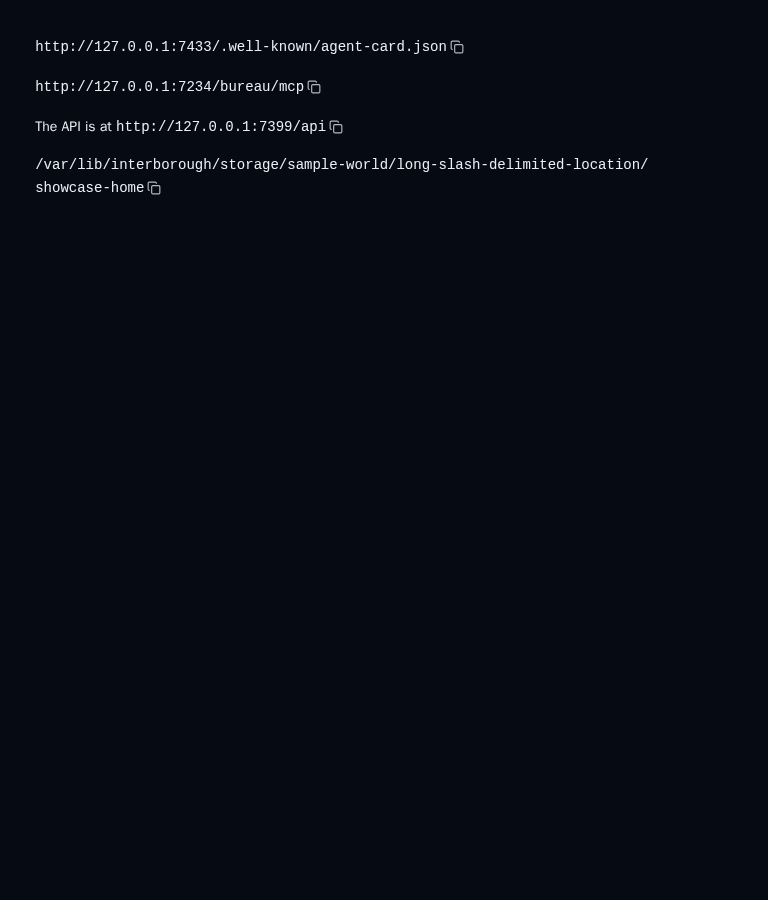 http://127.0.0.1:7433/.well-known/agent-card.json
http://127.0.0.1:7234/bureau/mcp
The API is at http://127.0.0.1:7399/api
/var/lib/interborough/storage/sample-world/long-slash-delimited-location/
showcase-home